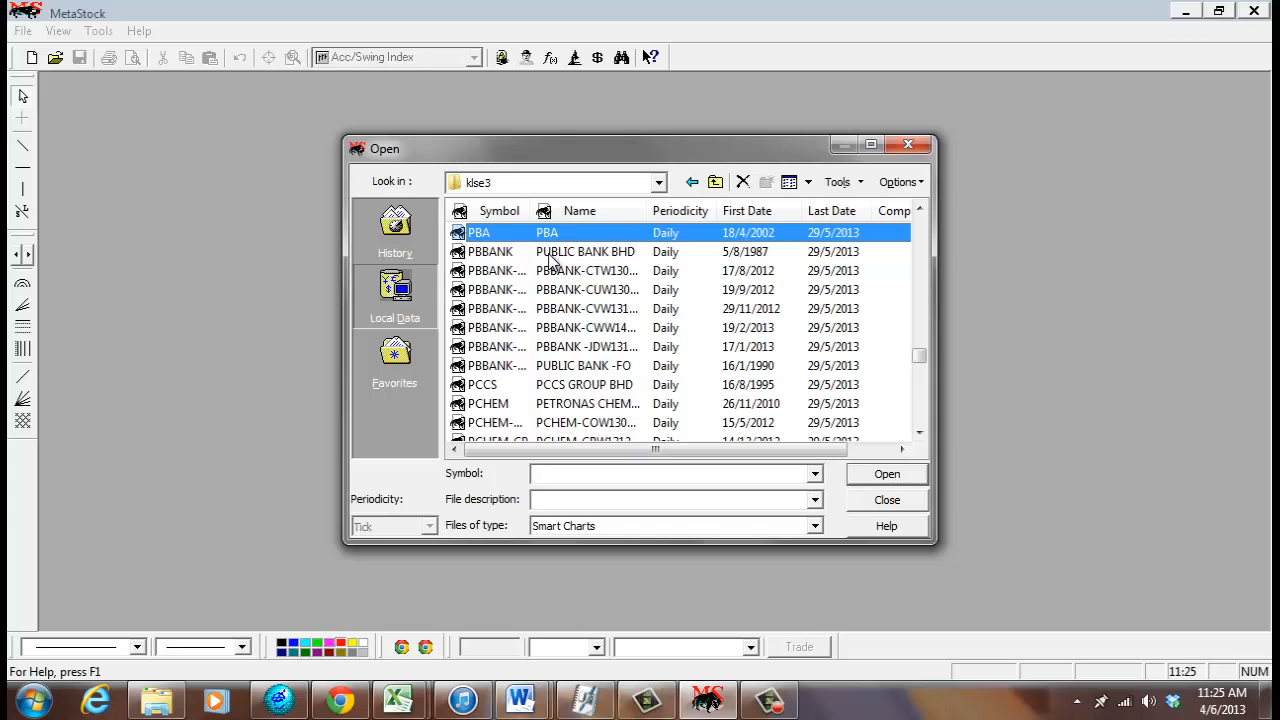 MetaStock
File View Tools Help
Acc/Swing Index
Open
Look in : klse3 Tools Options
Symbol Name Periodicity First Date Last Date Comp
PBA PBA Daily 18/4/2002 29/5/2013
PBBANK PUBLIC BANK BHD Daily 5/8/1987 29/5/2013
PBBANK-... PBBANK-CTW130... Daily 17/8/2012 29/5/2013
PBBANK-... PBBANK-CUW130... Daily 19/9/2012 29/5/2013
PBBANK-... PBBANK-CVW131... Daily 29/11/2012 29/5/2013
PBBANK-... PBBANK-CWW14... Daily 19/2/2013 29/5/2013
PBBANK-... PBBANK -JDW131... Daily 17/1/2013 29/5/2013
PBBANK-... PUBLIC BANK -FO Daily 16/1/1990 29/5/2013
PCCS PCCS GROUP BHD Daily 16/8/1995 29/5/2013
PCHEM PETRONAS CHEM... Daily 26/11/2010 29/5/2013
PCHEM-... PCHEM-COW130... Daily 15/5/2012 29/5/2013
History
Local Data
Favorites
Symbol: Open
Periodicity: File description: Close
Tick Files of type: Smart Charts Help
Trade
For Help, press F1 11:25 NUM
11:25 AM
4/6/2013